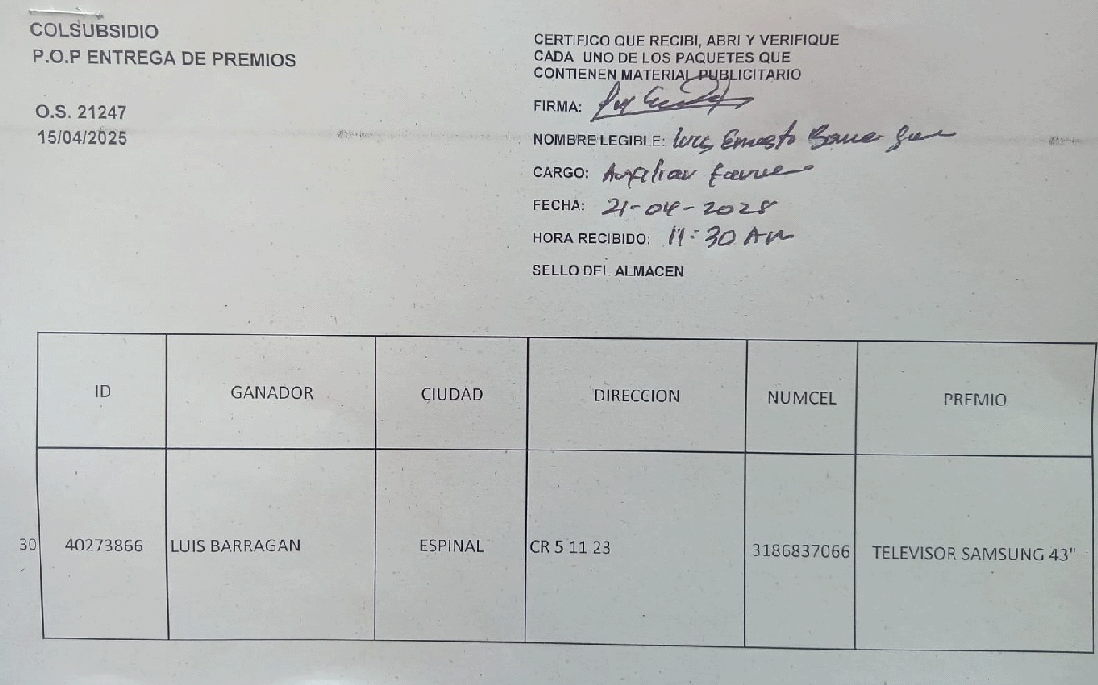 COLSUBSIDIO
P.O.P ENTREGA DE PREMIOS
O.S. 21247
15/04/2025
CERTIFICO QUE RECIBI, ABRI Y VERIFIQUE
CADA UNO DE LOS PAQUETES QUE
CONTIENEN MATERIAL PUBLICITARIO
FIRMA:
NOMBRE LEGIBLE: Luis Ernesto
CARGO: Auxiliar
FECHA: 21-04-2025
HORA RECIBIDO: 11:30 AM
SELLO DEL ALMACEN
ID GANADOR CIUDAD DIRECCION NUMCEL PREMIO
30 40273866 LUIS BARRAGAN ESPINAL CR 5 11 23 3186837066 TELEVISOR SAMSUNG 43"